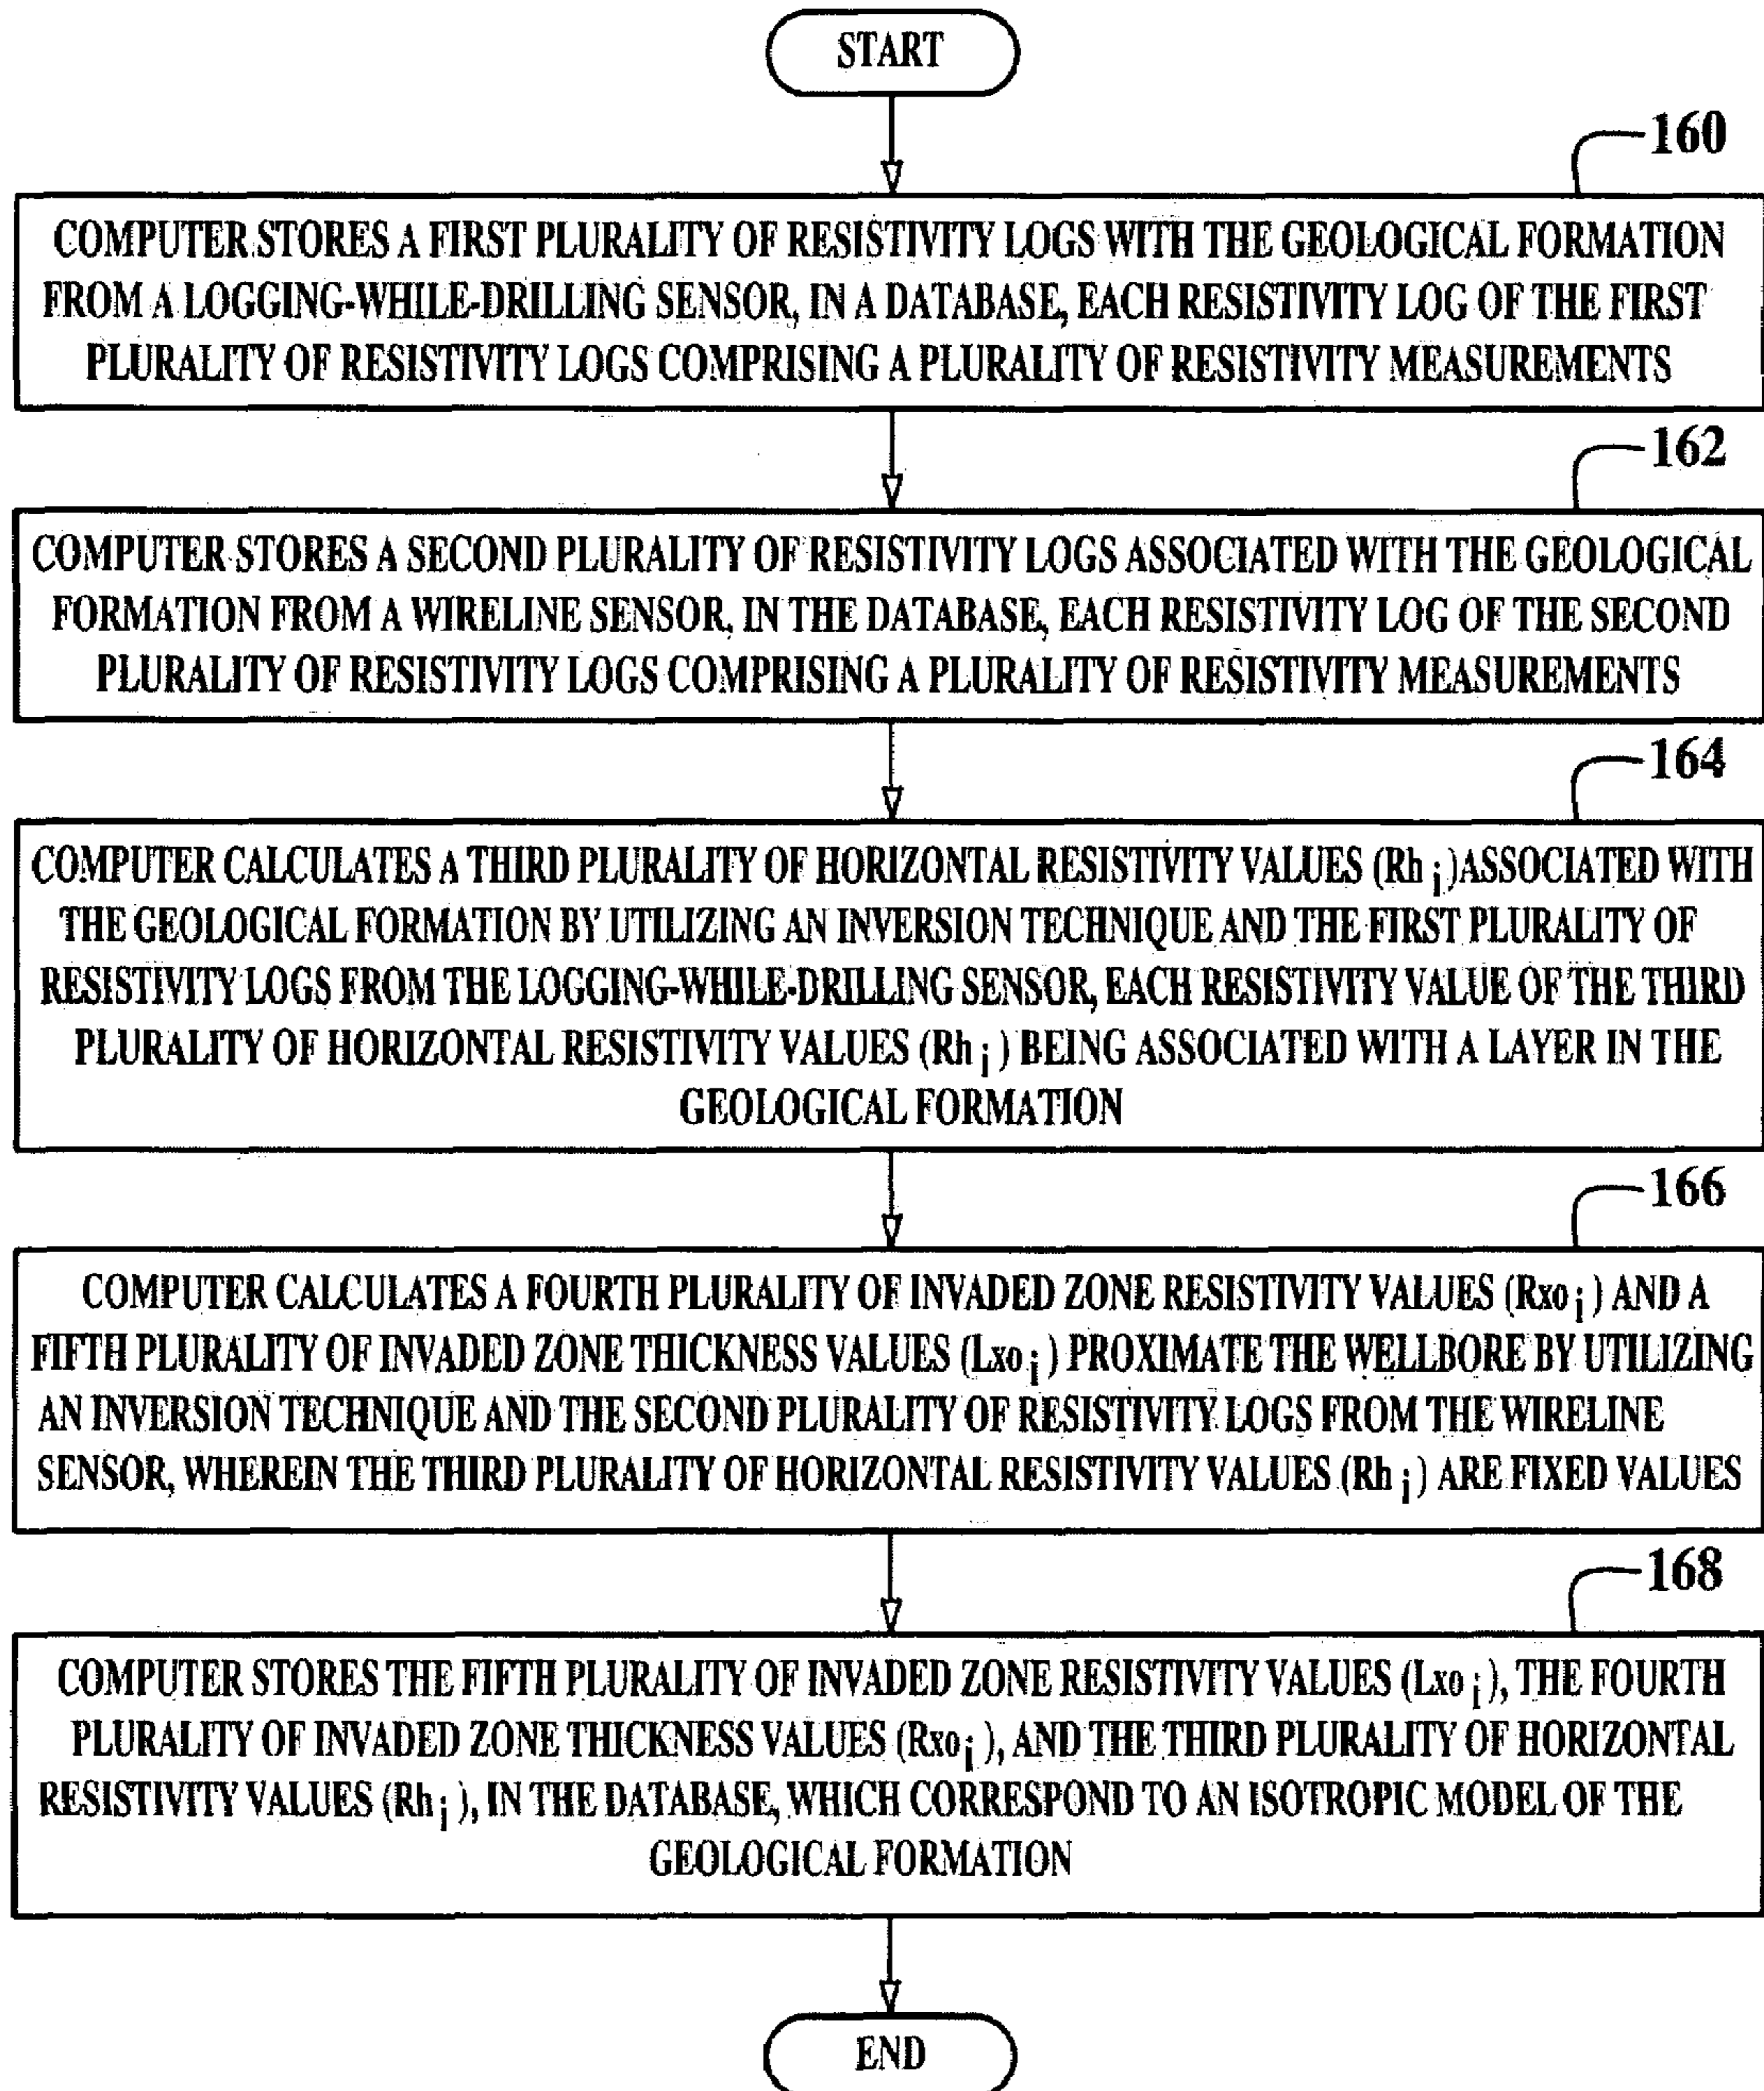 START
160
COMPUTER STORES A FIRST PLURALITY OF RESISTIVITY LOGS WITH THE GEOLOGICAL FORMATION
FROM A LOGGING-WHILE-DRILLING SENSOR, IN A DATABASE, EACH RESISTIVITY LOG OF THE FIRST
PLURALITY OF RESISTIVITY LOGS COMPRISING A PLURALITY OF RESISTIVITY MEASUREMENTS
162
COMPUTER STORES A SECOND PLURALITY OF RESISTIVITY LOGS ASSOCIATED WITH THE GEOLOGICAL
FORMATION FROM A WIRELINE SENSOR, IN THE DATABASE, EACH RESISTIVITY LOG OF THE SECOND
PLURALITY OF RESISTIVITY LOGS COMPRISING A PLURALITY OF RESISTIVITY MEASUREMENTS
164
COMPUTER CALCULATES A THIRD PLURALITY OF HORIZONTAL RESISTIVITY VALUES (Rh i) ASSOCIATED WITH
THE GEOLOGICAL FORMATION BY UTILIZING AN INVERSION TECHNIQUE AND THE FIRST PLURALITY OF
RESISTIVITY LOGS FROM THE LOGGING-WHILE-DRILLING SENSOR, EACH RESISTIVITY VALUE OF THE THIRD
PLURALITY OF HORIZONTAL RESISTIVITY VALUES (Rh i) BEING ASSOCIATED WITH A LAYER IN THE
GEOLOGICAL FORMATION
166
COMPUTER CALCULATES A FOURTH PLURALITY OF INVADED ZONE RESISTIVITY VALUES (Rxo i) AND A
FIFTH PLURALITY OF INVADED ZONE THICKNESS VALUES (Lxo i) PROXIMATE THE WELLBORE BY UTILIZING
AN INVERSION TECHNIQUE AND THE SECOND PLURALITY OF RESISTIVITY LOGS FROM THE WIRELINE
SENSOR, WHEREIN THE THIRD PLURALITY OF HORIZONTAL RESISTIVITY VALUES (Rh i) ARE FIXED VALUES
168
COMPUTER STORES THE FIFTH PLURALITY OF INVADED ZONE RESISTIVITY VALUES (Lxo i), THE FOURTH
PLURALITY OF INVADED ZONE THICKNESS VALUES (Rxo i), AND THE THIRD PLURALITY OF HORIZONTAL
RESISTIVITY VALUES (Rh i), IN THE DATABASE, WHICH CORRESPOND TO AN ISOTROPIC MODEL OF THE
GEOLOGICAL FORMATION
END